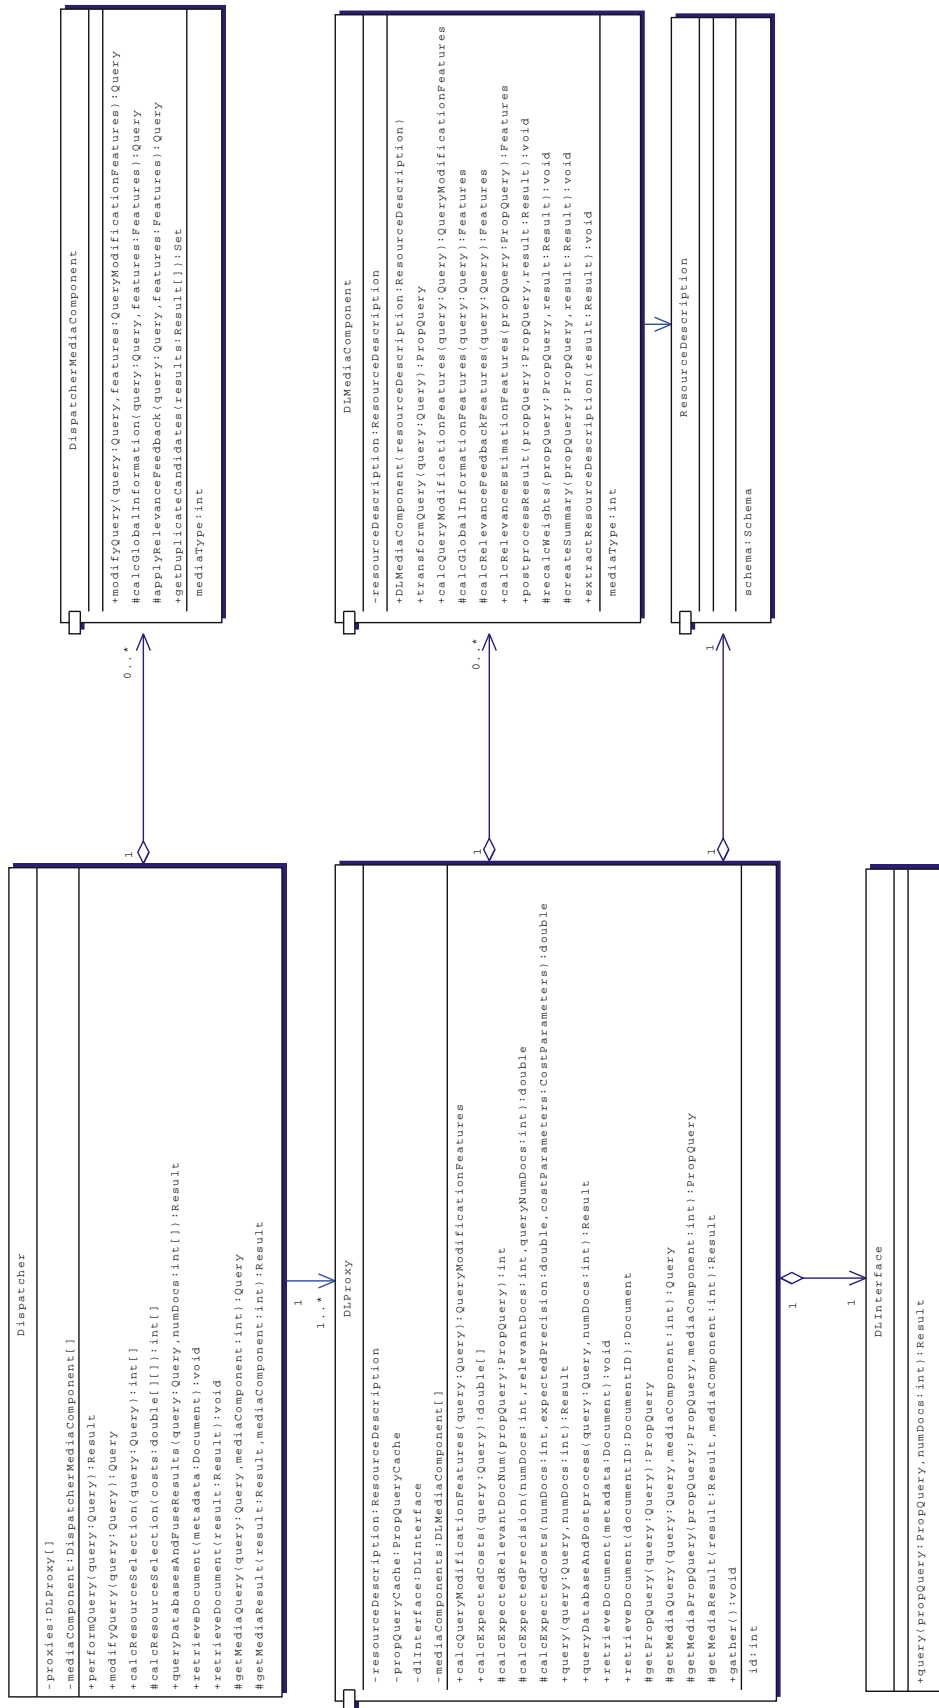 Dispatcher
-proxies:DLProxy[]
-mediaComponent:DispatcherMediaComponent[]
+performQuery(query:Query):Result
+modifyQuery(query:Query):Query
+calcResourceSelection(query:Query):int[]
#calcResourceSelection(costs:double[][]):int[]
+queryDatabasesAndFuseResults(query:Query,numDocs:int[]):Result
+retrieveDocument(metadata:Document):void
+retrieveDocument(result:Result):void
#getMediaQuery(query:Query,mediaComponent:int):Query
#getMediaResult(result:Result,mediaComponent:int):Result
1
0..*
DispatcherMediaComponent
+modifyQuery(query:Query,features:QueryModificationFeatures):Query
#calcGlobalInformation(query:Query,features:Features):Query
#applyRelevanceFeedback(query:Query,features:Features):Query
+getDuplicateCandidates(results:Result[]):Set
mediaType:int
1
1..*
DLProxy
-resourceDescription:ResourceDescription
-propQueryCache:PropQueryCache
-dlInterface:DLInterface
-mediaComponents:DLMediaComponent[]
+calcQueryModificationFeatures(query:Query):QueryModificationFeatures
+calcExpectedCosts(query:Query):double[]
#calcExpectedRelevantDocNum(propQuery:PropQuery):int
#calcExpectedPrecision(numDocs:int,relevantDocs:int,queryNumDocs:int):double
#calcExpectedCosts(numDocs:int,expectedPrecision:double,costParameters:CostParameters):double
+query(query:Query,numDocs:int):Result
+queryDatabaseAndPostprocess(query:Query,numDocs:int):Result
+retrieveDocument(metadata:Document):void
+retrieveDocument(documentID:DocumentID):Document
#getPropQuery(query:Query):PropQuery
#getMediaQuery(query:Query,mediaComponent:int):Query
#getMediaPropQuery(propQuery:PropQuery,mediaComponent:int):PropQuery
#getMediaResult(result:Result,mediaComponent:int):Result
+gather():void
id:int
1
0..*
DLMediaComponent
-resourceDescription:ResourceDescription
+DLMediaComponent(resourceDescription:ResourceDescription)
+transformQuery(query:Query):PropQuery
+calcQueryModificationFeatures(query:Query):QueryModificationFeatures
#calcGlobalInformationFeatures(query:Query):Features
#calcRelevanceFeedbackFeatures(query:Query):Features
+calcRelevanceEstimationFeatures(propQuery:PropQuery):Features
+postprocessResult(propQuery:PropQuery,result:Result):void
#recalcWeights(propQuery:PropQuery,result:Result):void
#createSummary(propQuery:PropQuery,result:Result):void
+extractResourceDescription(result:Result):void
mediaType:int
1
1
ResourceDescription
schema:Schema
1
1
DLInterface
+query(propQuery:PropQuery,numDocs:int):Result